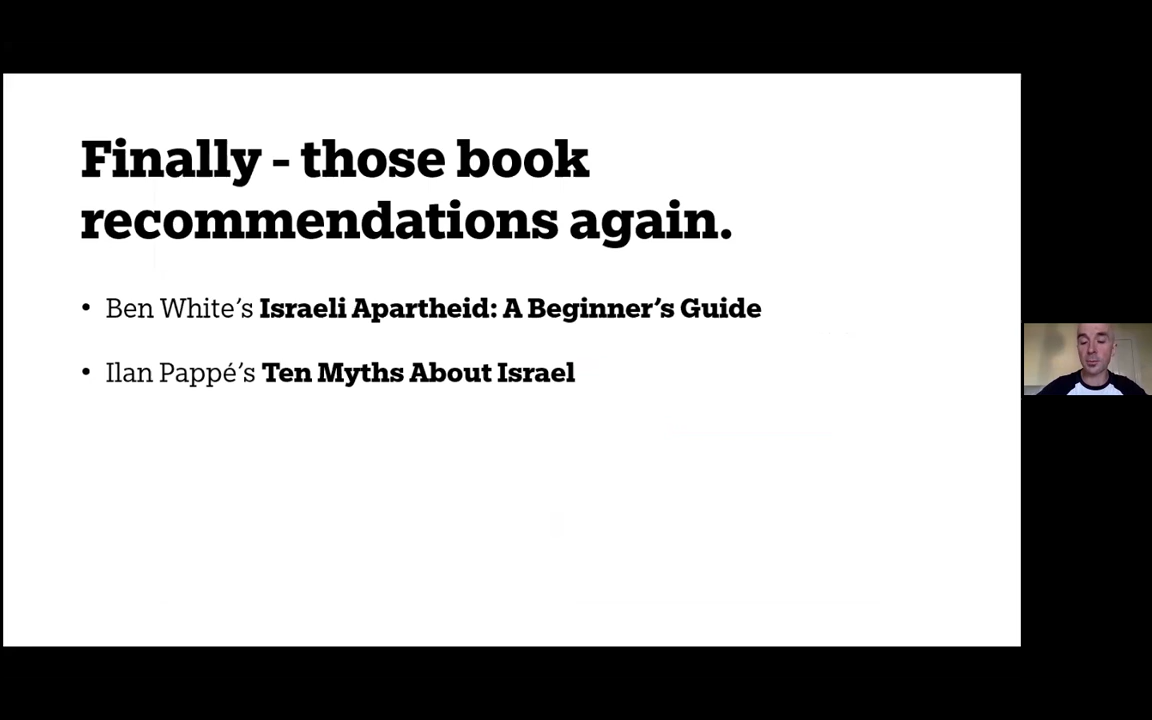 Finally - those book
recommendations again.
• Ben White’s Israeli Apartheid: A Beginner’s Guide
• Ilan Pappé’s Ten Myths About Israel